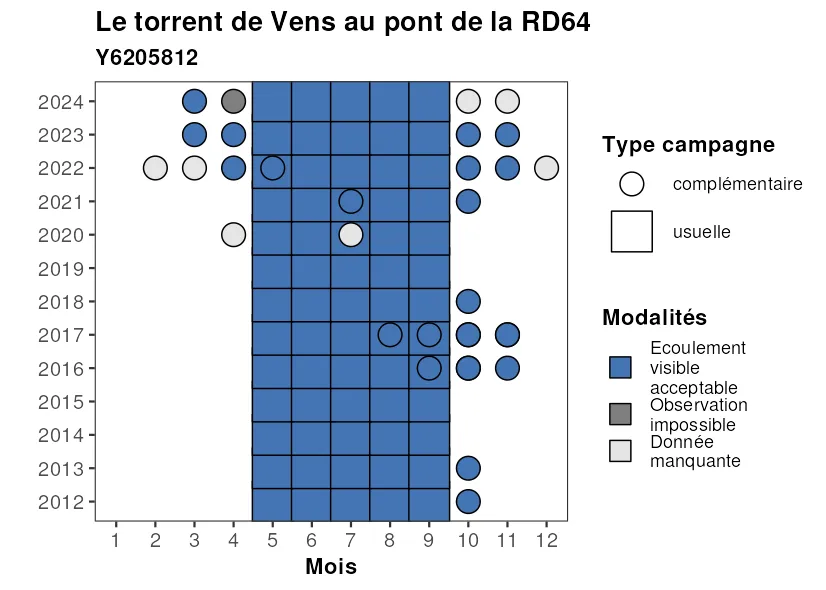 Le torrent de Vens au pont de la RD64
Y6205812
2024
2023
2022
2021
2020
2019
2018
2017
2016
2015
2014
2013
2012
1 2 3 4 5 6 7 8 9 10 11 12
Mois
Type campagne
complémentaire
usuelle
Modalités
Ecoulement
visible
acceptable
Observation
impossible
Donnée
manquante